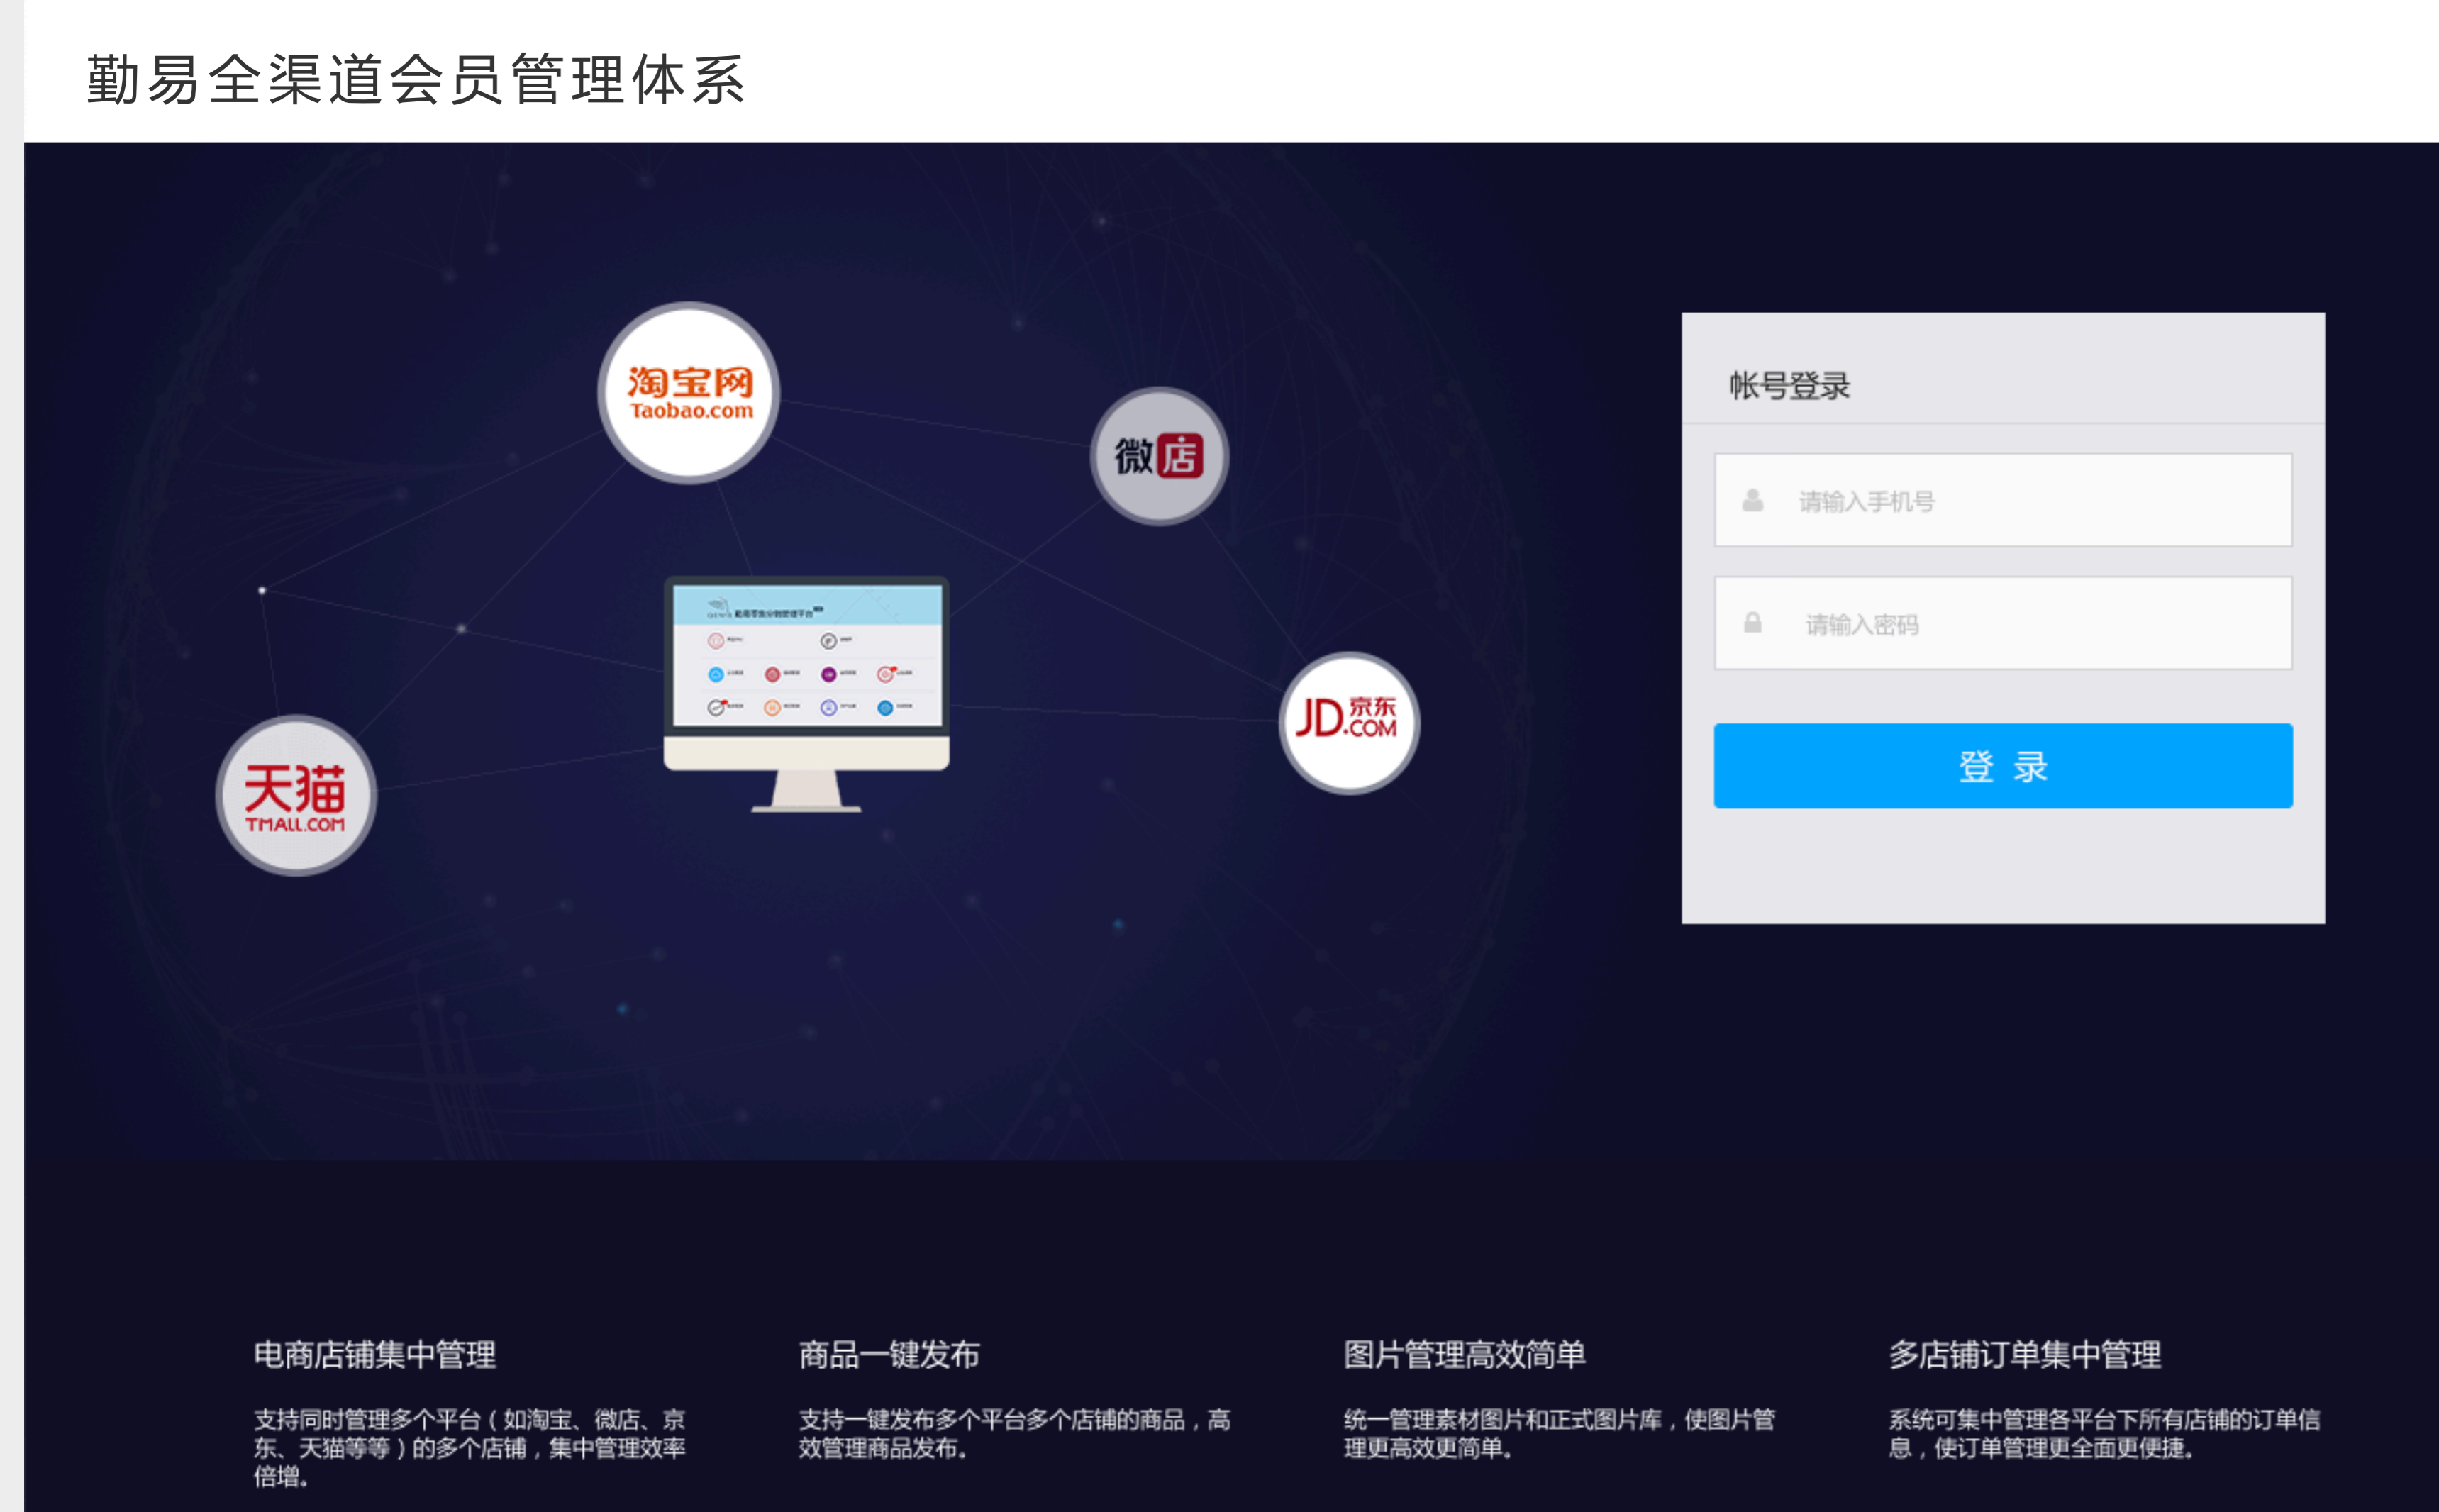 勤易全渠道会员管理体系
淘宝网
Taobao.com
微店
帐号登录
请输入手机号
请输入密码
登 录
JD.COM 京东
天猫
TMALL.COM
电商店铺集中管理
支持同时管理多个平台（如淘宝、微店、京
东、天猫等等）的多个店铺，集中管理效率
倍增。
商品一键发布
支持一键发布多个平台多个店铺的商品，高
效管理商品发布。
图片管理高效简单
统一管理素材图片和正式图片库，使图片管
理更高效更简单。
多店铺订单集中管理
系统可集中管理各平台下所有店铺的订单信
息，使订单管理更全面更便捷。